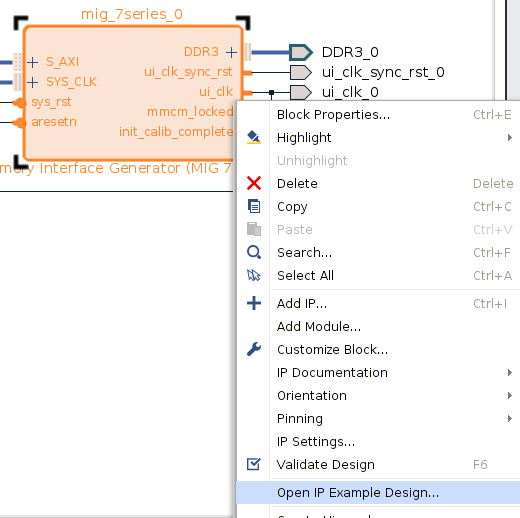 mig_7series_0
DDR3
DDR3_0
S_AXI
ui_clk_sync_rst
ui_clk_sync_rst_0
SYS_CLK
ui_clk
ui_clk_0
sys_rst
mmcm_locked
aresetn
init_calib_complete
mory Interface Generator (MIG 7
Block Properties... Ctrl+E
Highlight
Unhighlight
Delete Delete
Copy Ctrl+C
Paste Ctrl+V
Search... Ctrl+F
Select All Ctrl+A
Add IP... Ctrl+I
Add Module...
Customize Block...
IP Documentation
Orientation
Pinning
IP Settings...
Validate Design F6
Open IP Example Design...